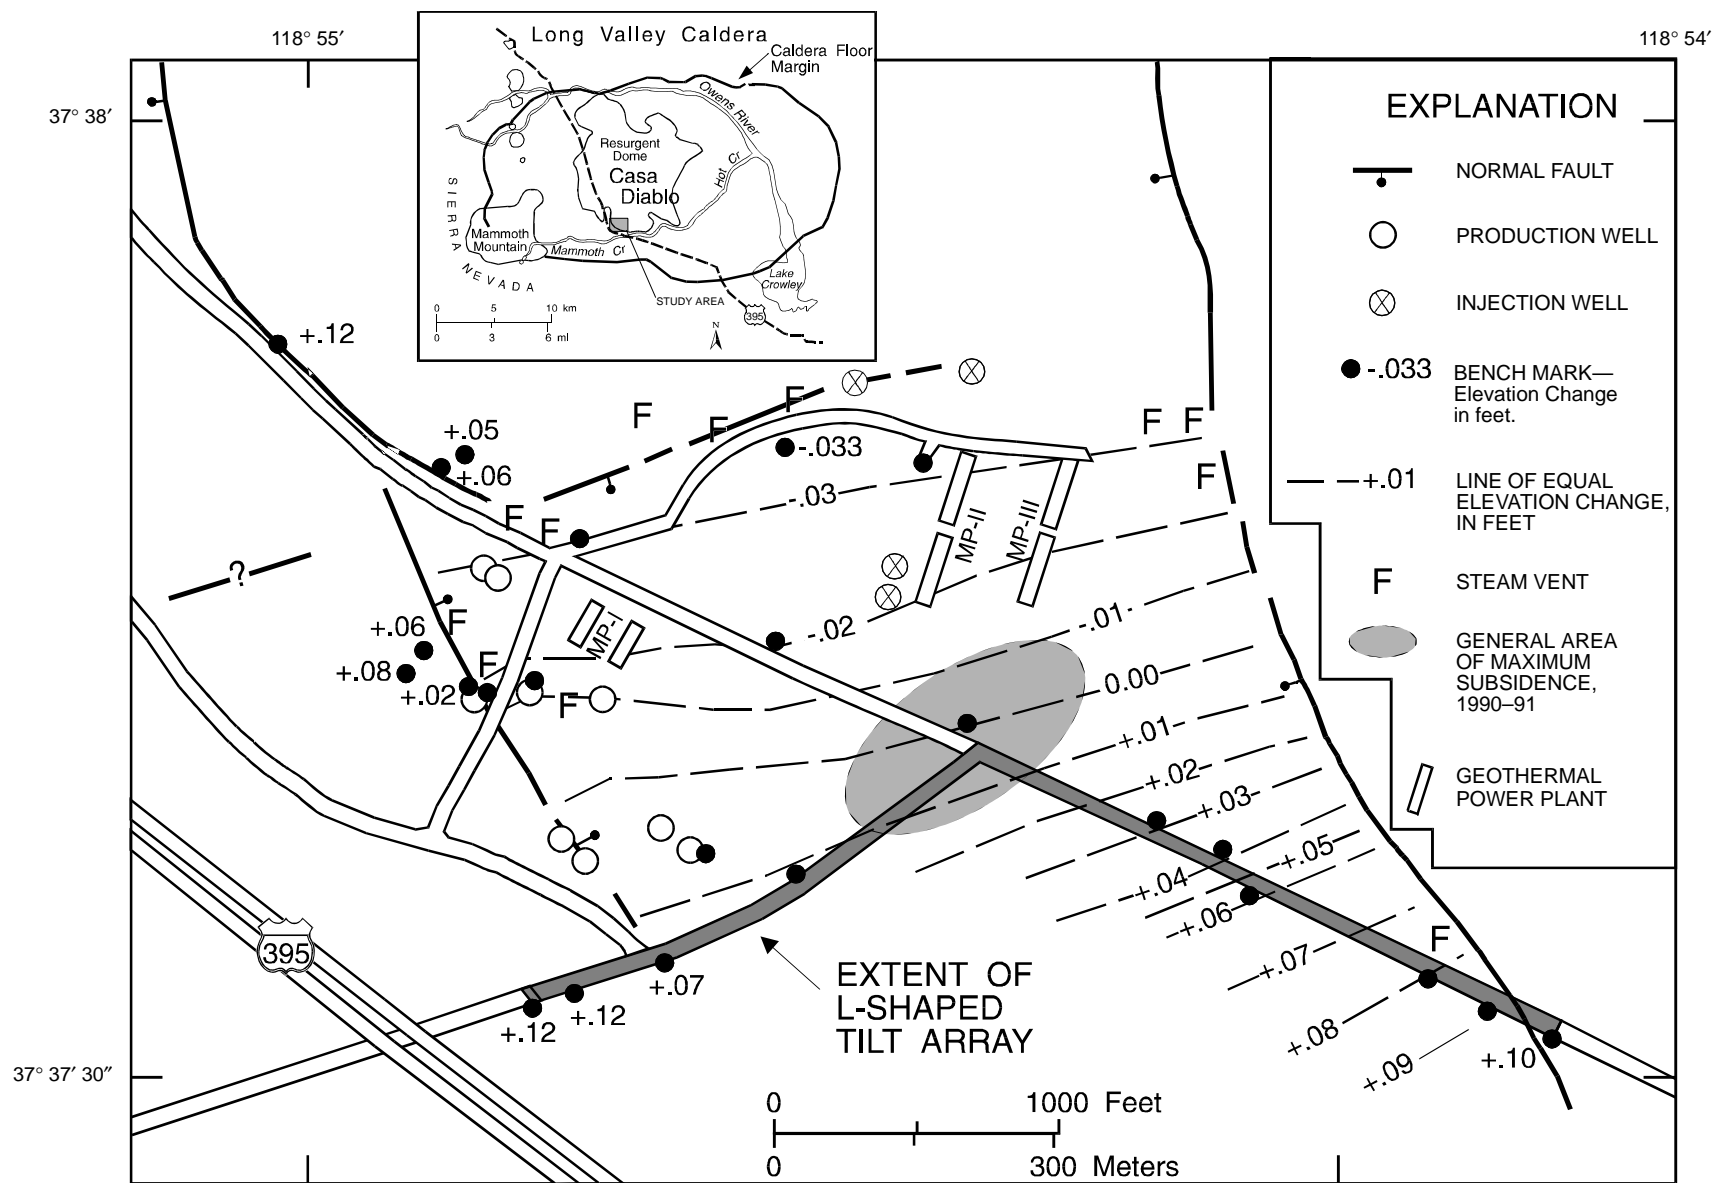 118° 55′
118° 54′
37° 38′
37° 37′ 30″
Long Valley Caldera
Caldera Floor
Margin
Owens River
Resurgent
Dome
Casa
Diablo
Hot Cr
SIERRA
NEVADA
Mammoth
Mountain
Mammoth Cr
Lake
Crowley
STUDY AREA
395
0 5 10 km
0 3 6 mi
N
EXPLANATION
NORMAL FAULT
PRODUCTION WELL
INJECTION WELL
-.033
BENCH MARK—
Elevation Change
in feet.
+.01
LINE OF EQUAL
ELEVATION CHANGE,
IN FEET
F
STEAM VENT
GENERAL AREA
OF MAXIMUM
SUBSIDENCE,
1990–91
GEOTHERMAL
POWER PLANT
+.12
+.05
+.06
F
F
F
F
F
F
-.033
-.03
F
F
F
MP-II
MP-III
?
F
+.06
+.08
+.02
F
F
MP-I
-.02
-.01
0.00
+.01
+.02
+.03
+.05
+.04
+.06
F
+.07
+.08
+.09
+.10
395
+.07
+.12
+.12
EXTENT OF
L-SHAPED
TILT ARRAY
0 1000 Feet
0 300 Meters